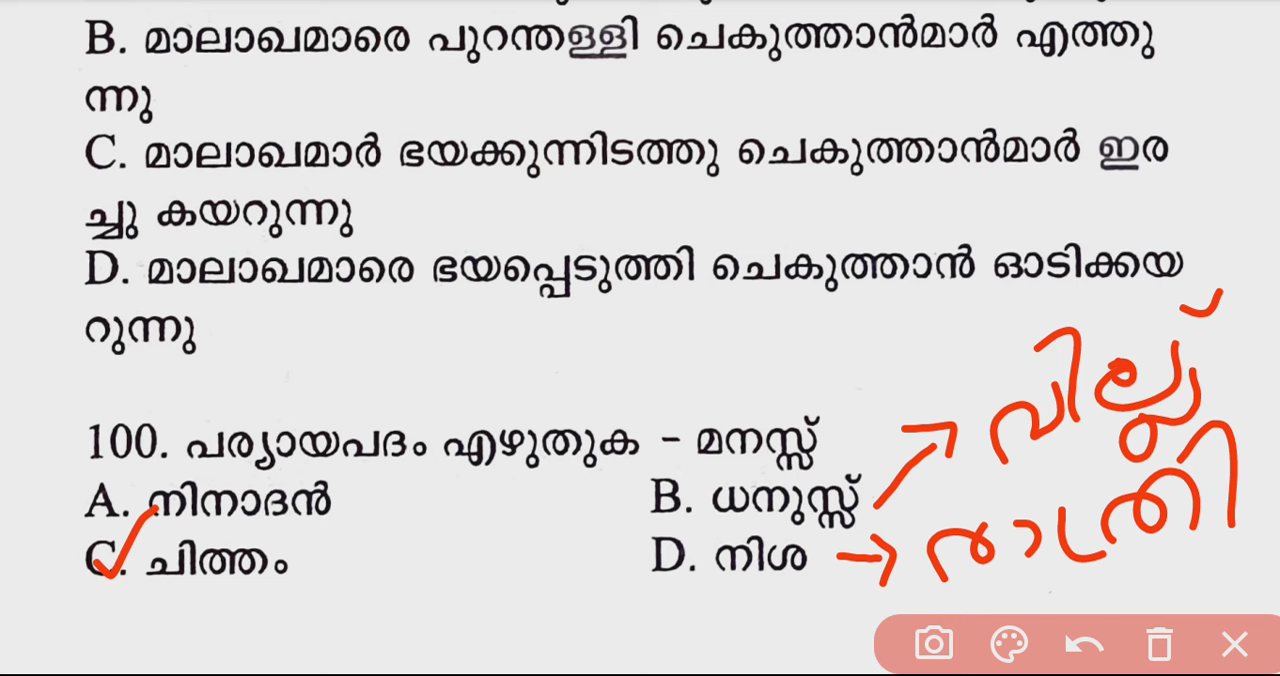 B. മാലാഖമാരെ പുറന്തള്ളി ചെകുത്താൻമാർ എത്തു
ന്നു
C. മാലാഖമാർ ഭയക്കുന്നിടത്തു ചെകുത്താൻമാർ ഇര
ച്ചു കയറുന്നു
D. മാലാഖമാരെ ഭയപ്പെടുത്തി ചെകുത്താൻ ഓടിക്കയ
റുന്നു
100. പര്യായപദം എഴുതുക - മനസ്സ്
A. നിനാദൻ B. ധനുസ്സ് → വില്ല്
C. ചിത്തം D. നിശ → രാത്രി